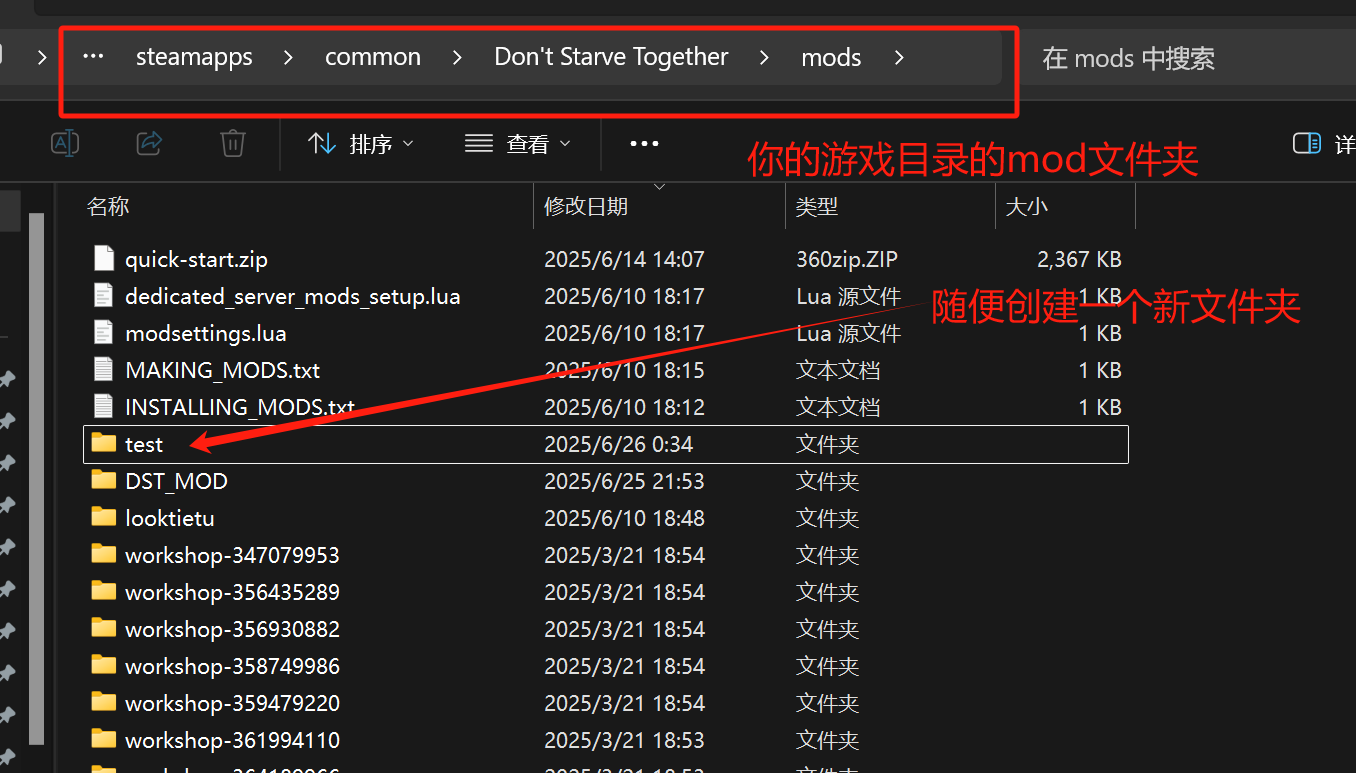 ··· steamapps > common > Don't Starve Together > mods > 在 mods 中搜索
排序 查看 ··· 详
你的游戏目录的mod文件夹
名称 修改日期 类型 大小
quick-start.zip 2025/6/14 14:07 360zip.ZIP 2,367 KB
dedicated_server_mods_setup.lua 2025/6/10 18:17 Lua 源文件 1 KB
随便创建一个新文件夹
modsettings.lua 2025/6/10 18:17 Lua 源文件 1 KB
MAKING_MODS.txt 2025/6/10 18:15 文本文档 1 KB
INSTALLING_MODS.txt 2025/6/10 18:12 文本文档 1 KB
test 2025/6/26 0:34 文件夹
DST_MOD 2025/6/25 21:53 文件夹
looktietu 2025/6/10 18:48 文件夹
workshop-347079953 2025/3/21 18:54 文件夹
workshop-356435289 2025/3/21 18:54 文件夹
workshop-356930882 2025/3/21 18:54 文件夹
workshop-358749986 2025/3/21 18:54 文件夹
workshop-359479220 2025/3/21 18:54 文件夹
workshop-361994110 2025/3/21 18:53 文件夹